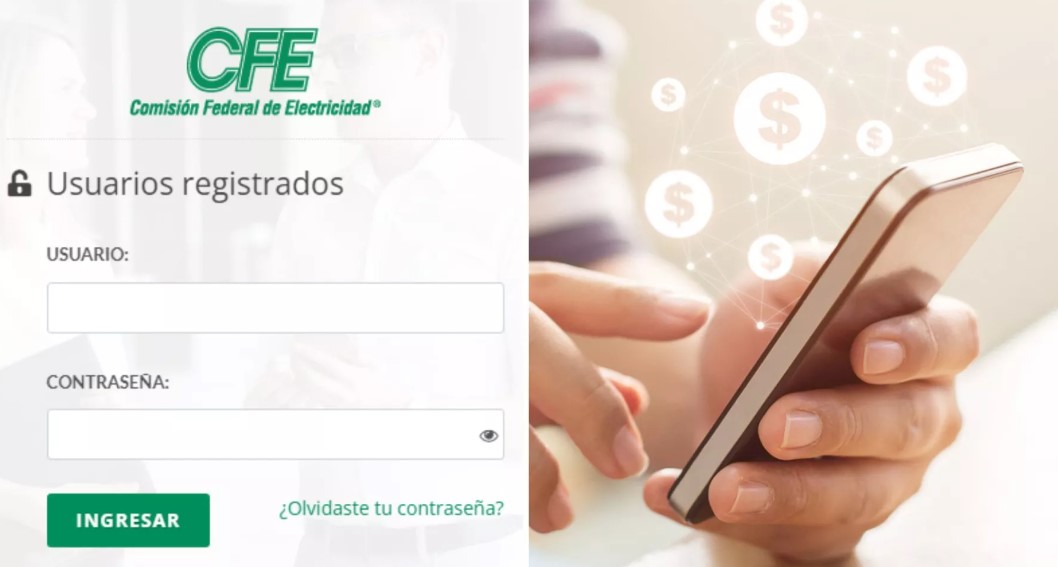 CFE
Comisión Federal de Electricidad®
Usuarios registrados
USUARIO:
CONTRASEÑA:
INGRESAR
¿Olvidaste tu contraseña?
$
$
$
$
$
$
$